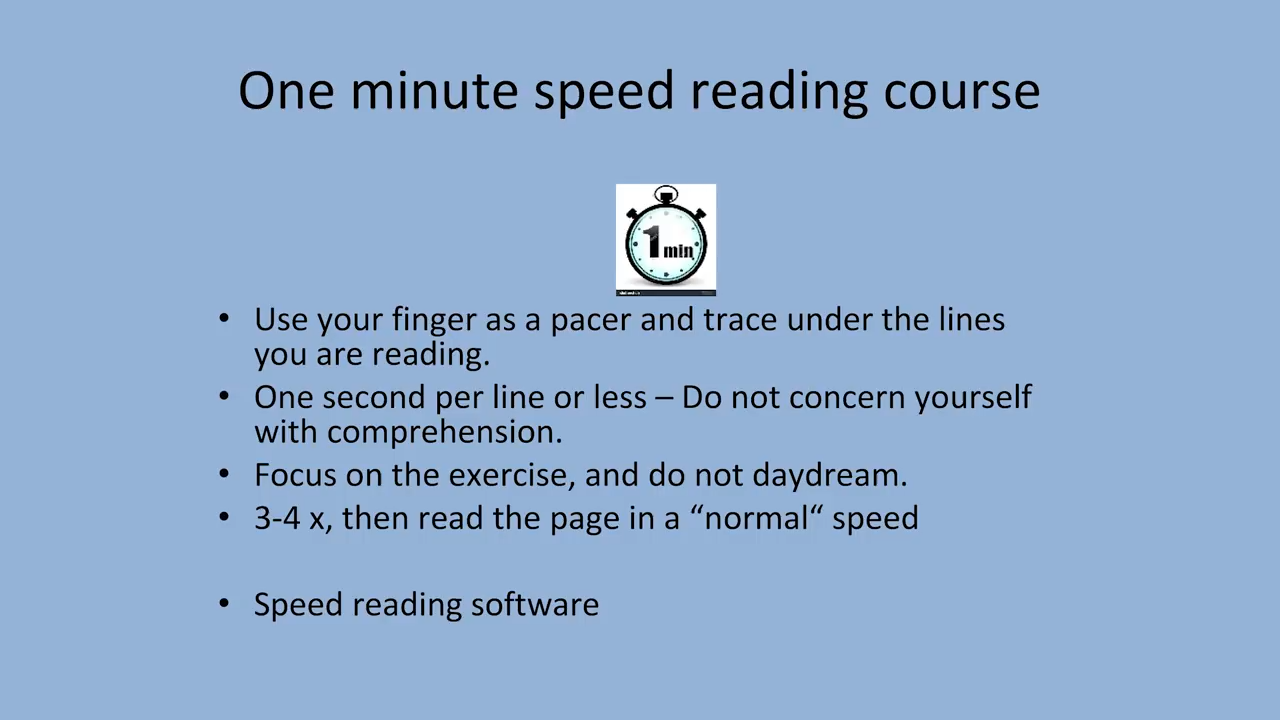 One minute speed reading course
1 min
• Use your finger as a pacer and trace under the lines
you are reading.
• One second per line or less – Do not concern yourself
with comprehension.
• Focus on the exercise, and do not daydream.
• 3-4 x, then read the page in a “normal“ speed
• Speed reading software